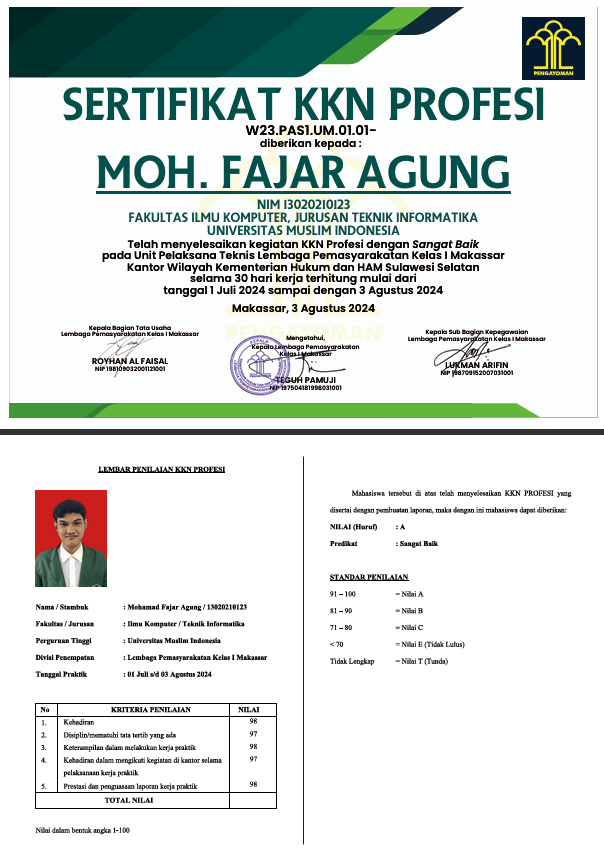 PENGAYOMAN
SERTIFIKAT KKN PROFESI
W23.PAS1.UM.01.01-
diberikan kepada :
MOH. FAJAR AGUNG
NIM 13020210123
FAKULTAS ILMU KOMPUTER, JURUSAN TEKNIK INFORMATIKA
UNIVERSITAS MUSLIM INDONESIA
Telah menyelesaikan kegiatan KKN Profesi dengan Sangat Baik
pada Unit Pelaksana Teknis Lembaga Pemasyarakatan Kelas I Makassar
Kantor Wilayah Kementerian Hukum dan HAM Sulawesi Selatan
selama 30 hari kerja terhitung mulai dari
tanggal 1 Juli 2024 sampai dengan 3 Agustus 2024
Makassar, 3 Agustus 2024
PENGAYOMAN
Kepala Bagian Tata Usaha
Lembaga Pemasyarakatan Kelas I Makassar
ROYHAN AL FAISAL
NIP 198109032001121001
Mengetahui,
Kepala Lembaga Pemasyarakatan
Kelas I Makassar
TEGUH PAMUJI
NIP 197504181998031001
Kepala Sub Bagian Kepegawaian
Lembaga Pemasyarakatan Kelas I Makassar
LUKMAN ARIFIN
NIP 198709152007031001
LEMBAR PENILAIAN KKN PROFESI
Nama / Stambuk : Mohamad Fajar Agung / 13020210123
Fakultas / Jurusan : Ilmu Komputer / Teknik Informatika
Perguruan Tinggi : Universitas Muslim Indonesia
Divisi Penempatan : Lembaga Pemasyarakatan Kelas I Makassar
Tanggal Praktik : 01 Juli s/d 03 Agustus 2024
No KRITERIA PENILAIAN NILAI
1. Kehadiran 98
2. Disiplin/mematuhi tata tertib yang ada 97
3. Keterampilan dalam melakukan kerja praktik 98
4. Kehadiran dalam mengikuti kegiatan di kantor selama 97
pelaksanaan kerja praktik
5. Prestasi dan penguasaan laporan kerja praktik 98
TOTAL NILAI
Nilai dalam bentuk angka 1-100
Mahasiswa tersebut di atas telah menyelesaikan KKN PROFESI yang
disertai dengan pembuatan laporan, maka dengan ini mahasiswa dapat diberikan:
NILAI (Huruf) : A
Predikat : Sangat Baik
STANDAR PENILAIAN
91 – 100 = Nilai A
81 – 90 = Nilai B
71 – 80 = Nilai C
< 70 = Nilai E (Tidak Lulus)
Tidak Lengkap = Nilai T (Tunda)